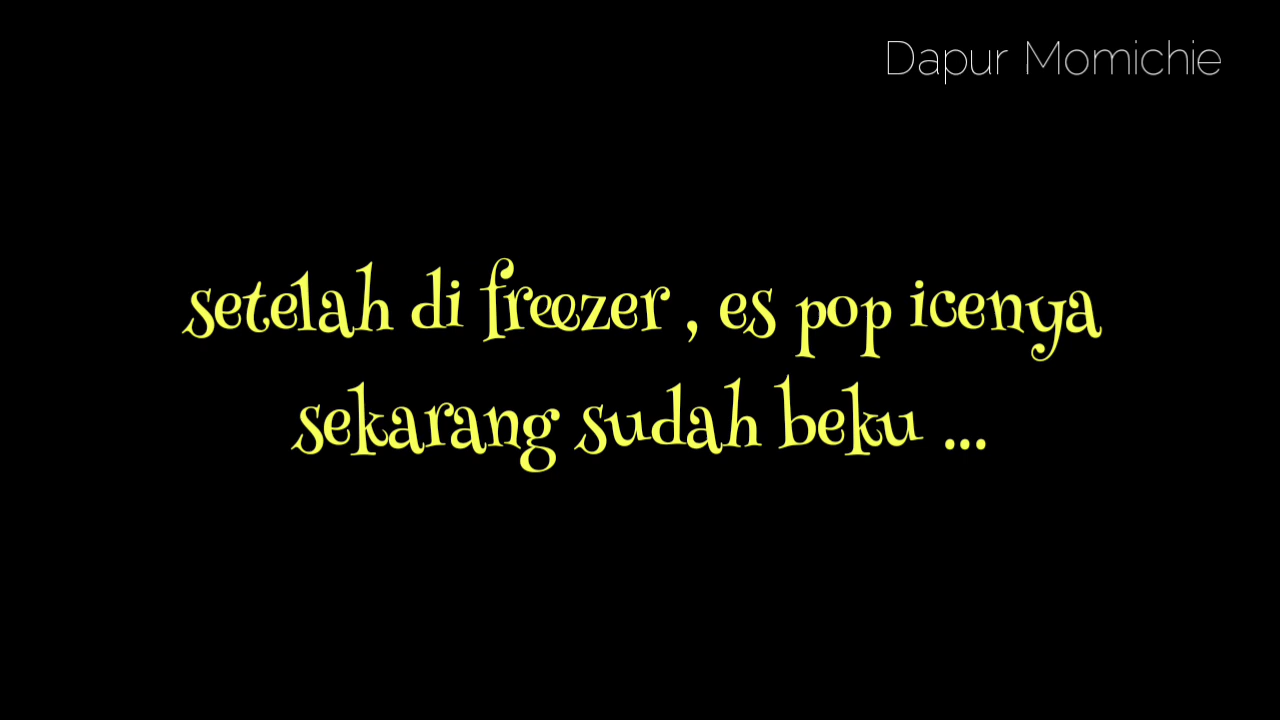 Dapur Momichie
setelah di freezer , es pop icenya
sekarang sudah beku ...